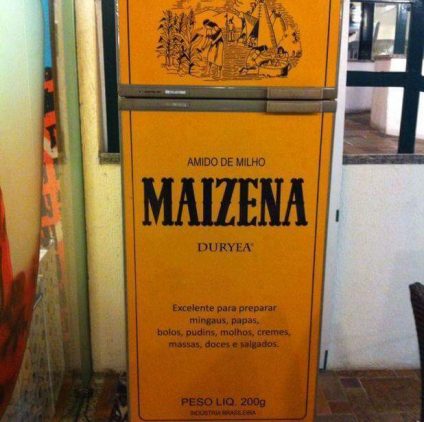 AMIDO DE MILHO
MAIZENA
DURYEA®
Excelente para preparar
mingaus, papas,
bolos, pudins, molhos, cremes,
massas, doces e salgados.
PESO LIQ. 200g
INDÚSTRIA BRASILEIRA